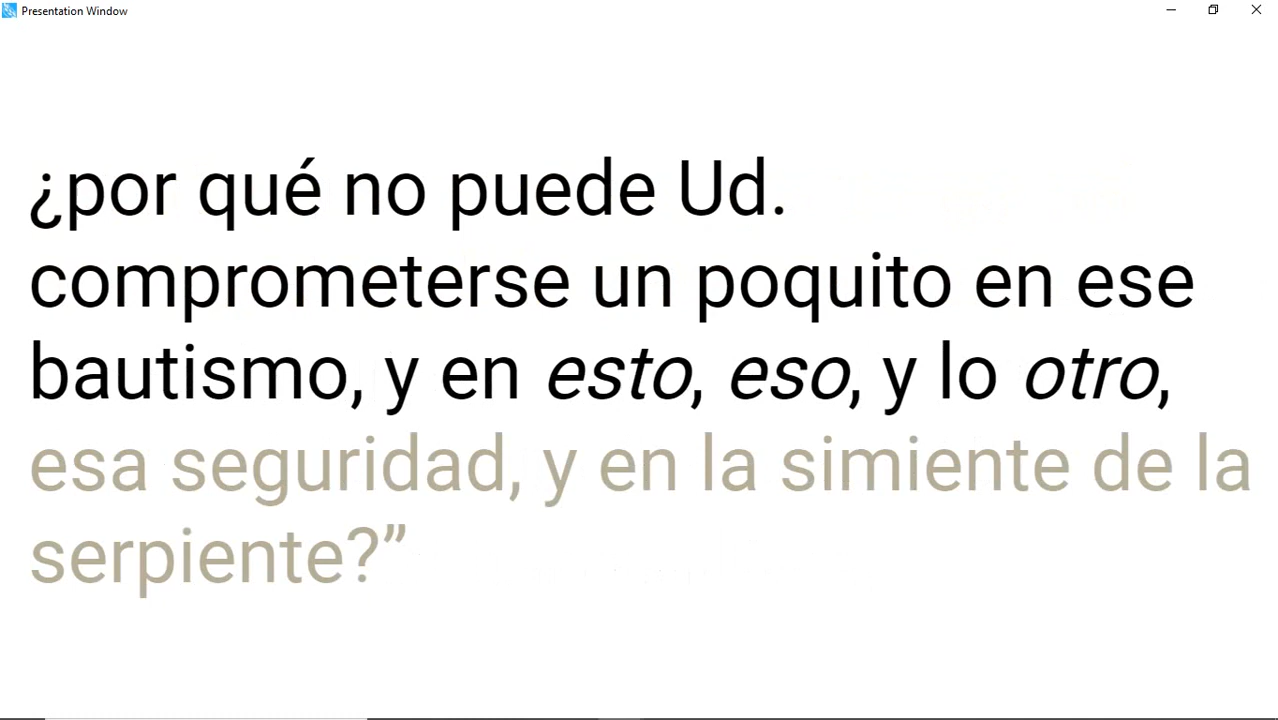 Presentation Window
¿por qué no puede Ud.
comprometerse un poquito en ese
bautismo, y en esto, eso, y lo otro,
esa seguridad, y en la simiente de la
serpiente?”